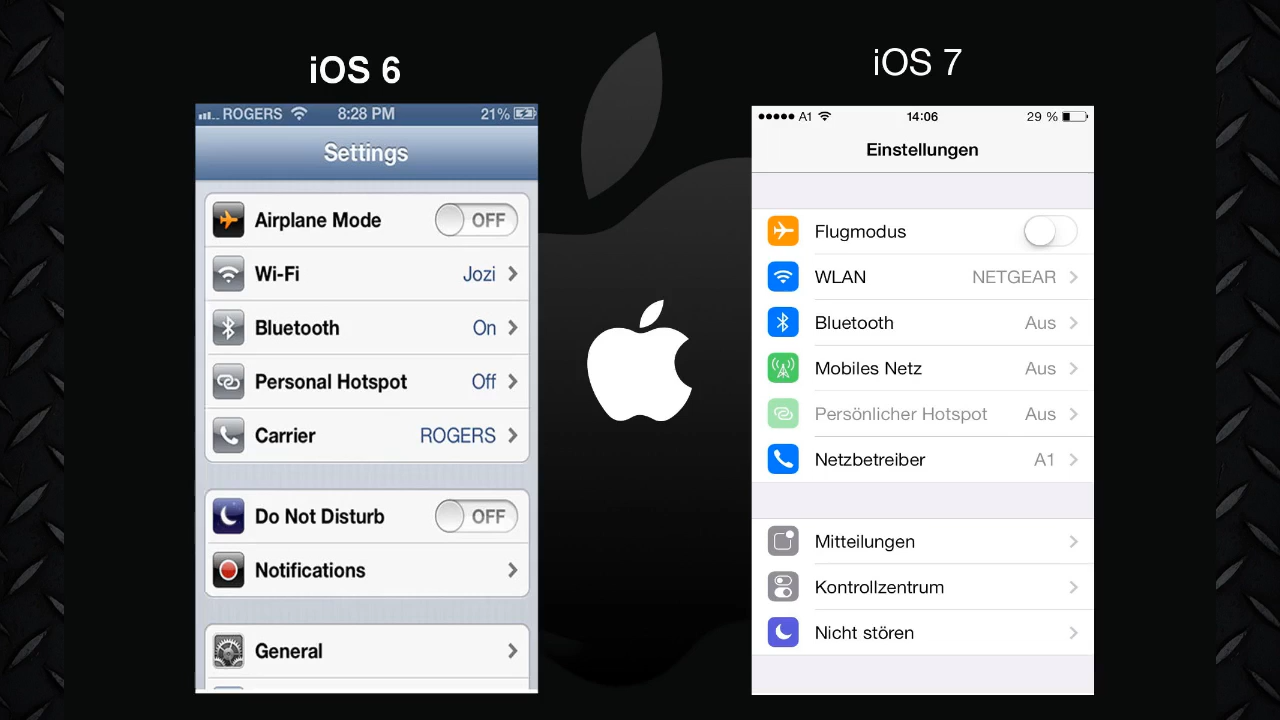 iOS 6
ROGERS 8:28 PM 21%
Settings
Airplane Mode OFF
Wi-Fi Jozi
Bluetooth On
Personal Hotspot Off
Carrier ROGERS
Do Not Disturb OFF
Notifications
General
iOS 7
A1 14:06 29 %
Einstellungen
Flugmodus
WLAN NETGEAR
Bluetooth Aus
Mobiles Netz Aus
Persönlicher Hotspot Aus
Netzbetreiber A1
Mitteilungen
Kontrollzentrum
Nicht stören